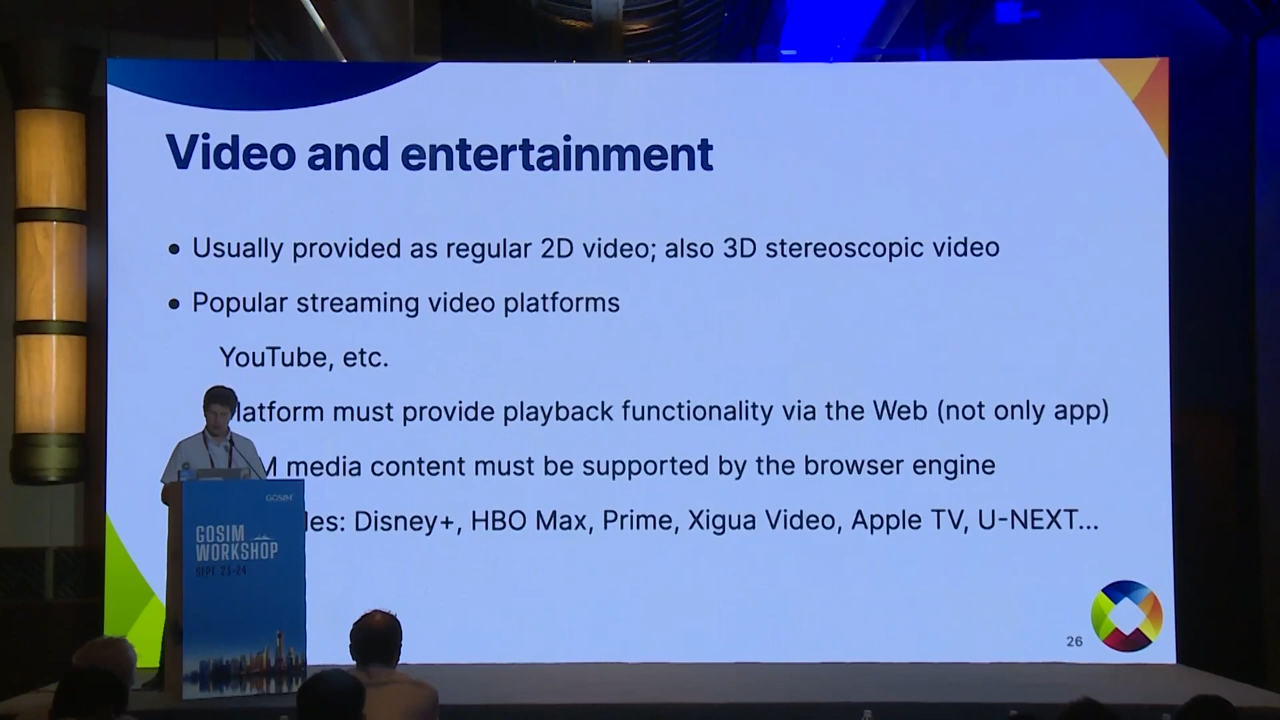 Video and entertainment
• Usually provided as regular 2D video; also 3D stereoscopic video
• Popular streaming video platforms
YouTube, etc.
latform must provide playback functionality via the Web (not only app)
M media content must be supported by the browser engine
les: Disney+, HBO Max, Prime, Xigua Video, Apple TV, U-NEXT...
26
GOSIM
GOSIM
WORKSHOP
SEPT. 23-24